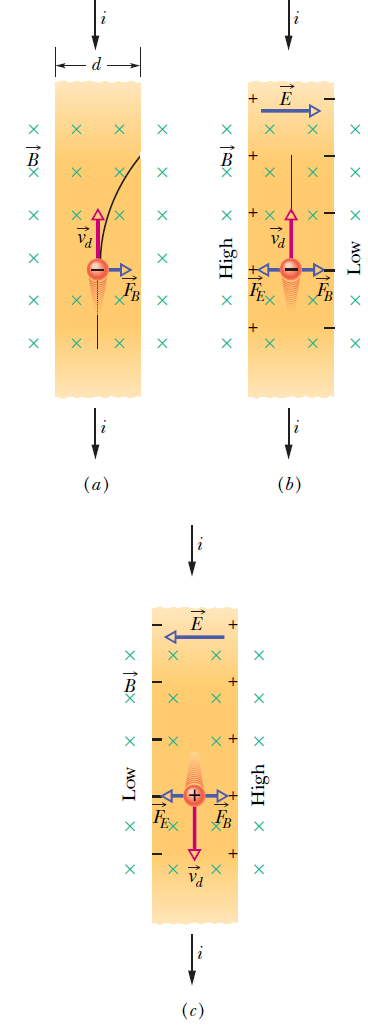 i i
d E
+ −
B B
+ −
+ −
v_d v_d
High Low
− + − −
F_B F_E F_B
+ −
i i
(a) (b)
i
E
− +
B
− +
− +
Low High
− + +
F_E F_B
− +
v_d
i
(c)